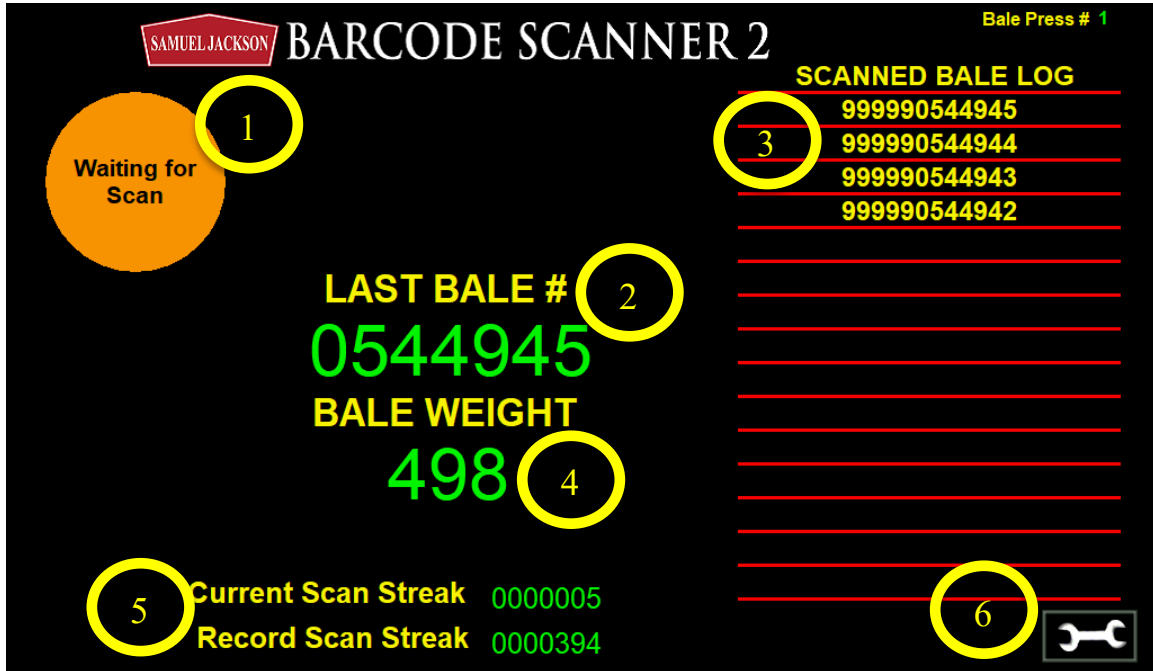 SAMUEL JACKSON BARCODE SCANNER 2
Bale Press # 1
1
Waiting for
Scan
SCANNED BALE LOG
999990544945
3
999990544944
999990544943
999990544942
LAST BALE # 2
0544945
BALE WEIGHT
498 4
5
Current Scan Streak 0000005
Record Scan Streak 0000394
6